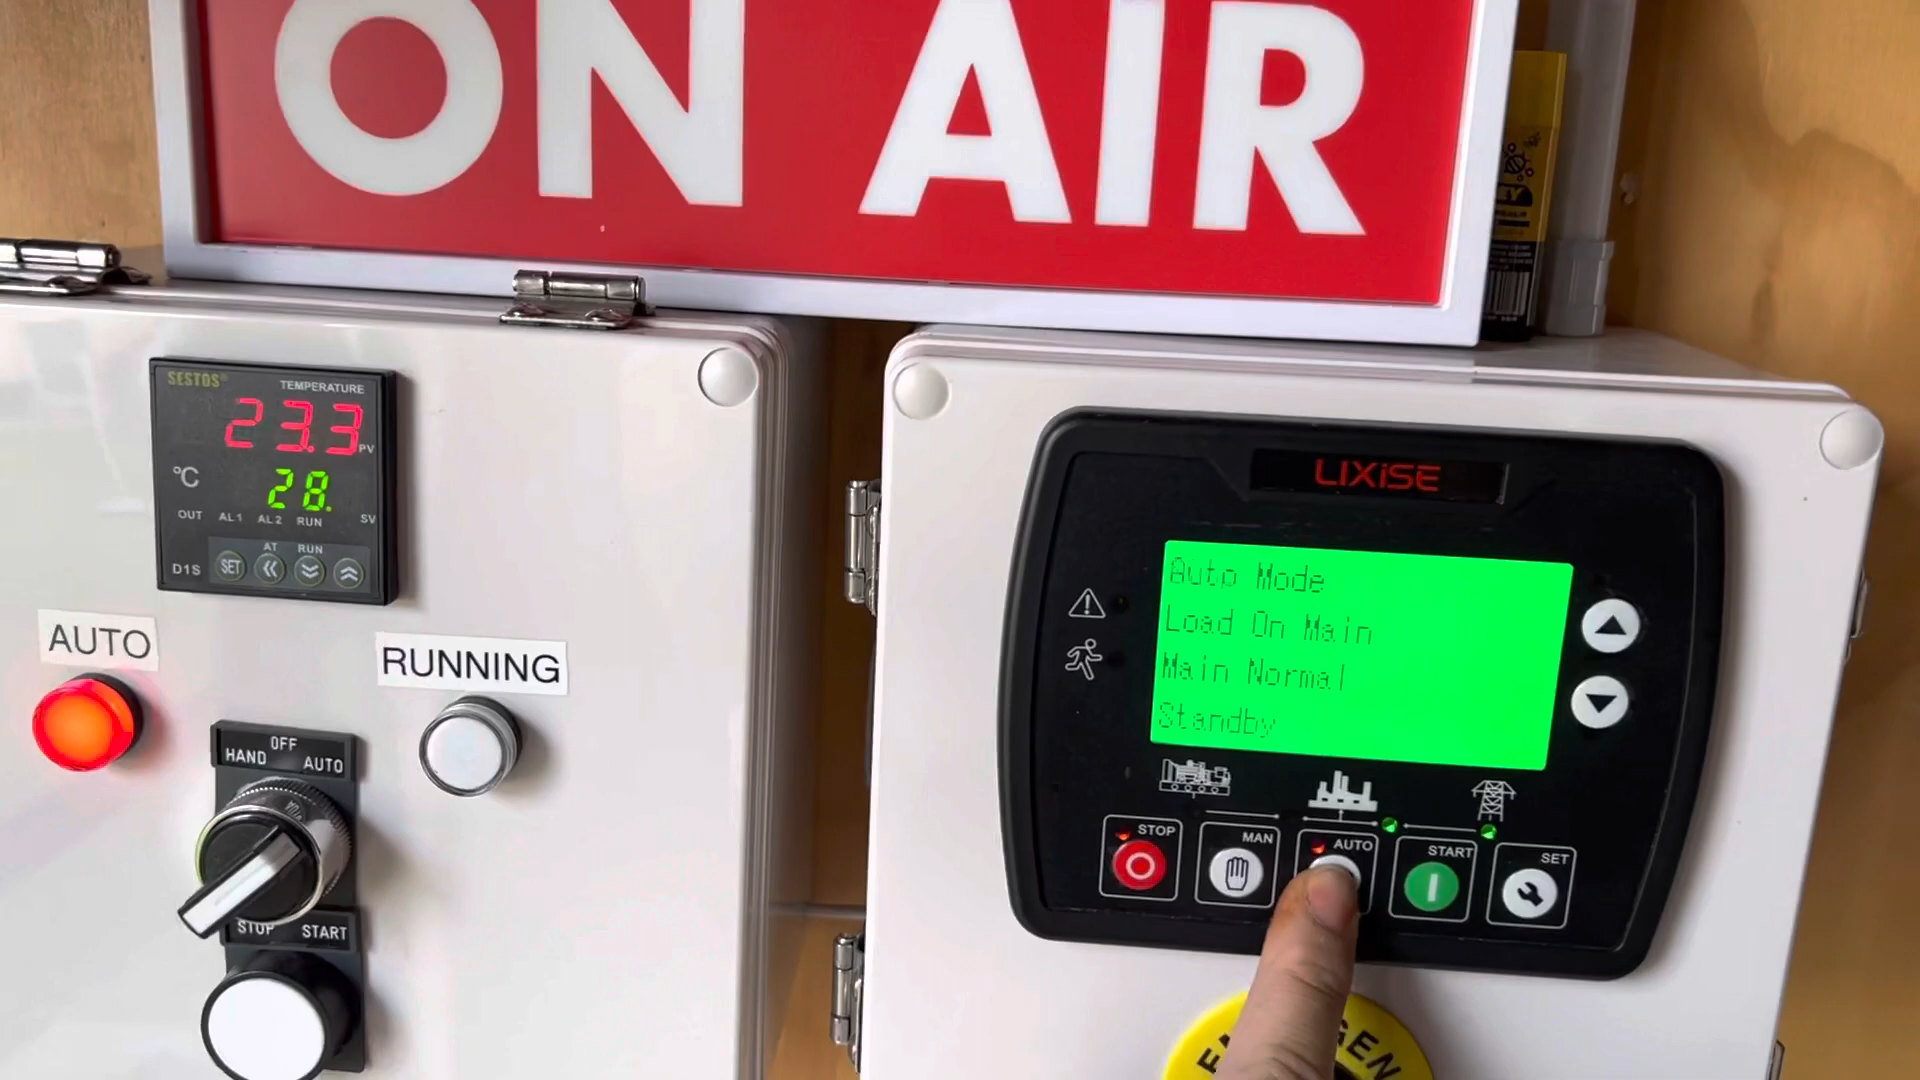 ON AIR
SESTOS
TEMPERATURE
23.3
PV
°C
28.
OUT AL1 AL2 RUN SV
AT RUN
D1S SET
AUTO
RUNNING
OFF
HAND AUTO
STOP START
LIXiSE
Auto Mode
Load On Main
Main Normal
Standby
STOP
MAN
AUTO
START
SET